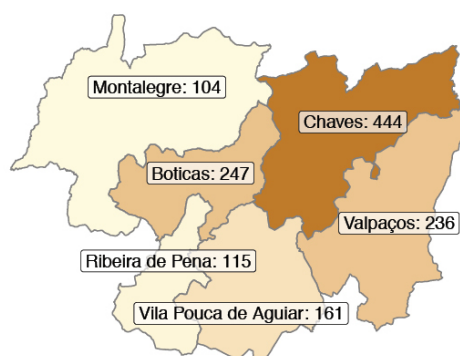 Montalegre: 104
Chaves: 444
Boticas: 247
Valpaços: 236
Ribeira de Pena: 115
Vila Pouca de Aguiar: 161